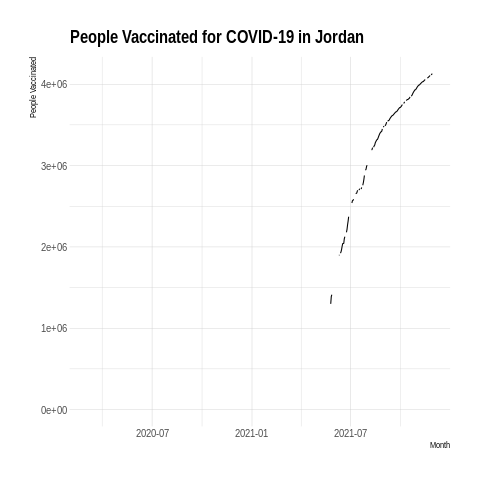 People Vaccinated for COVID-19 in Jordan
People Vaccinated
4e+06
3e+06
2e+06
1e+06
0e+00
2020-07 2021-01 2021-07
Month